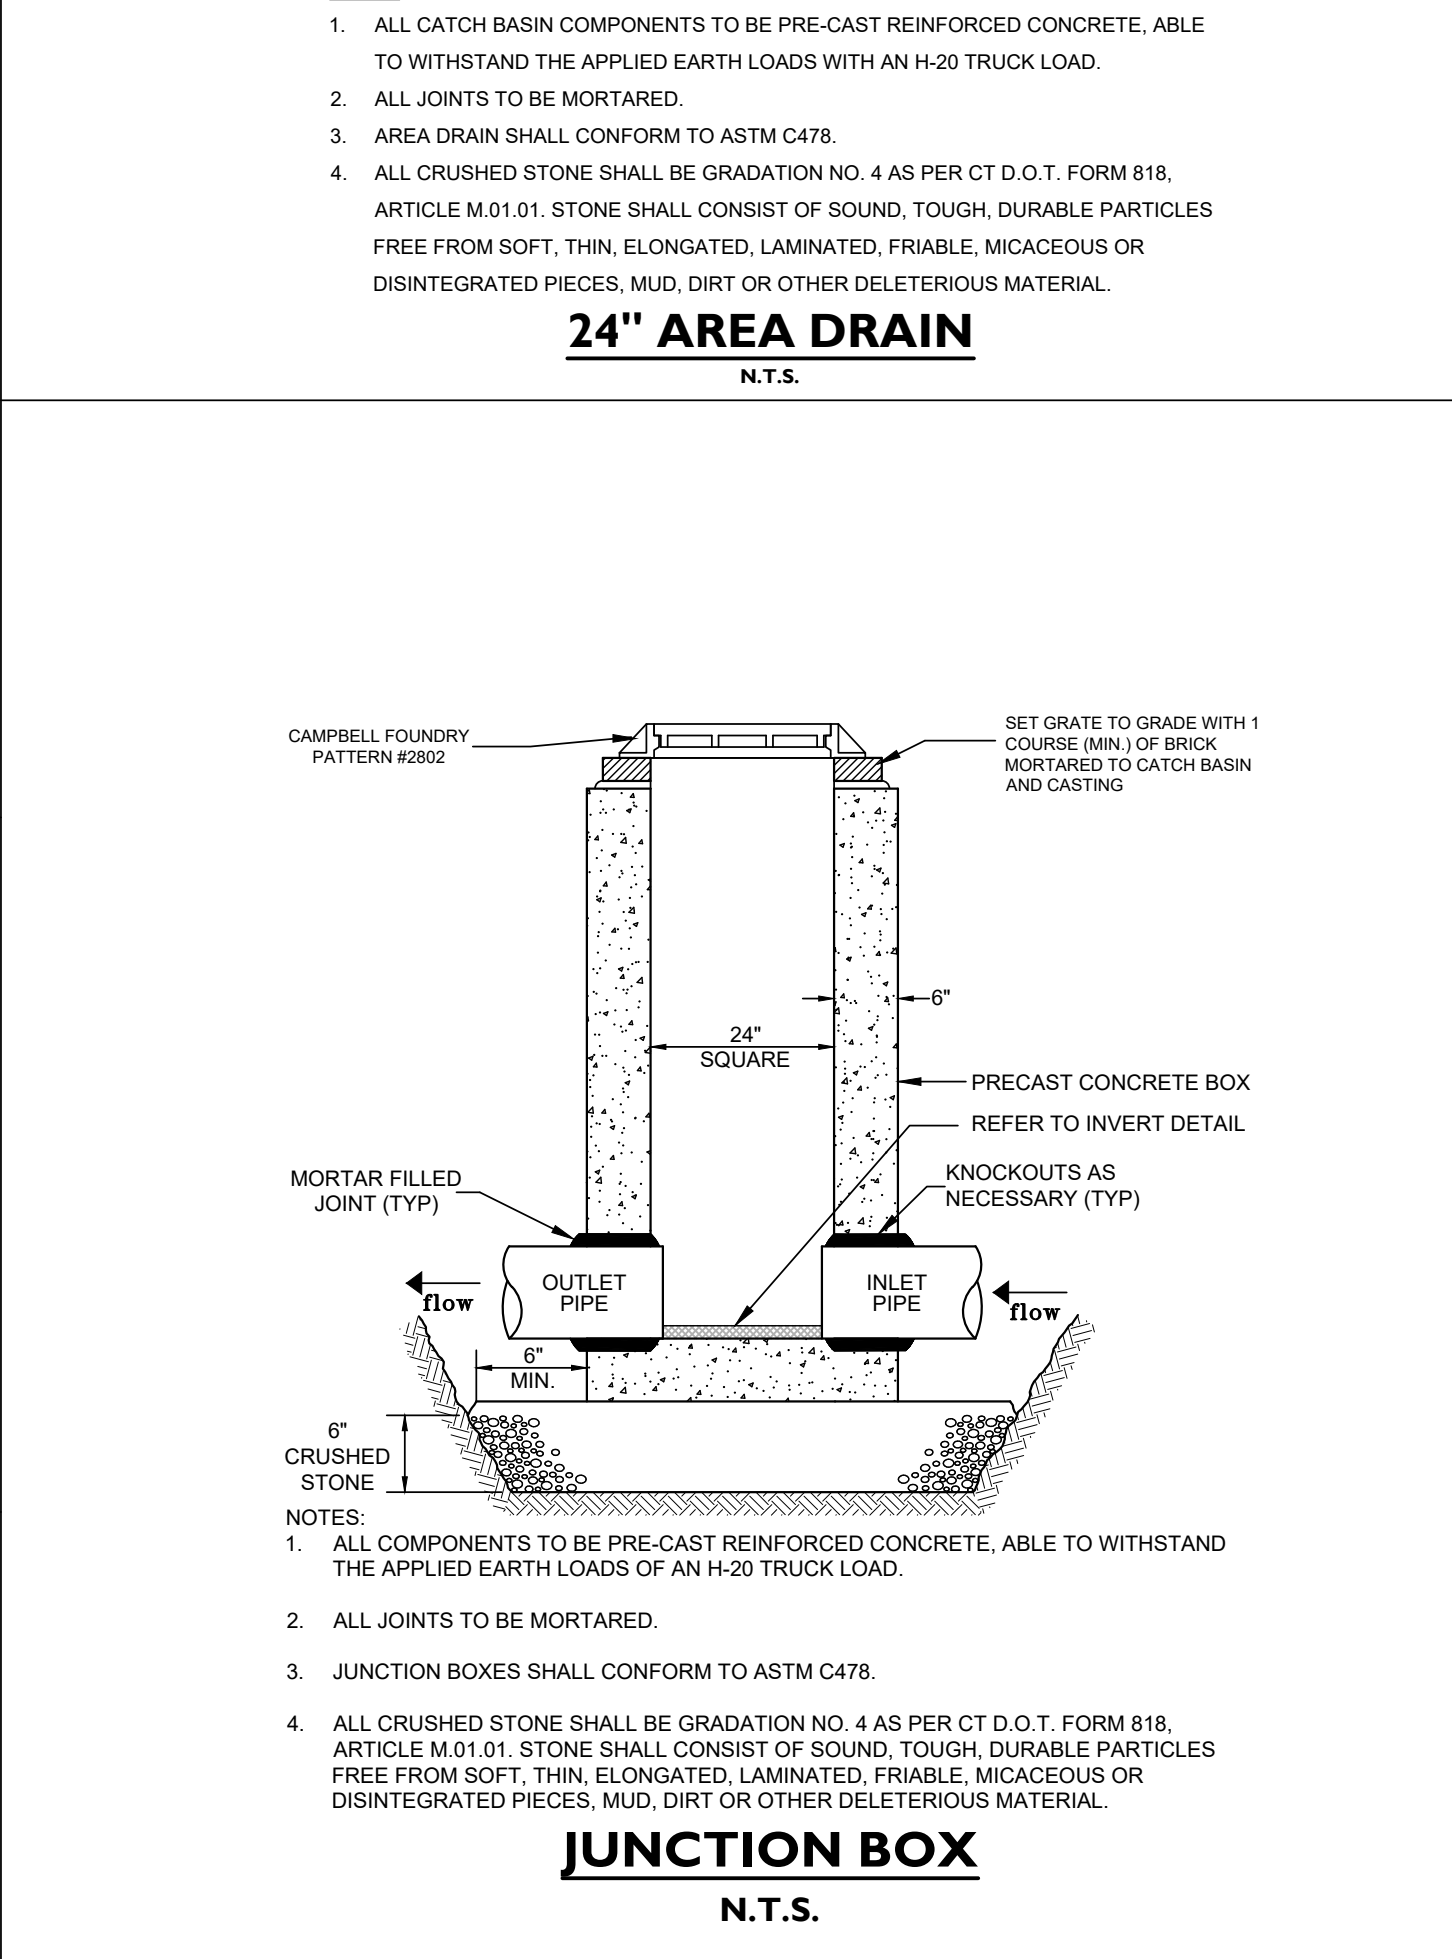 1. ALL CATCH BASIN COMPONENTS TO BE PRE-CAST REINFORCED CONCRETE, ABLE
TO WITHSTAND THE APPLIED EARTH LOADS WITH AN H-20 TRUCK LOAD.
2. ALL JOINTS TO BE MORTARED.
3. AREA DRAIN SHALL CONFORM TO ASTM C478.
4. ALL CRUSHED STONE SHALL BE GRADATION NO. 4 AS PER CT D.O.T. FORM 818,
ARTICLE M.01.01. STONE SHALL CONSIST OF SOUND, TOUGH, DURABLE PARTICLES
FREE FROM SOFT, THIN, ELONGATED, LAMINATED, FRIABLE, MICACEOUS OR
DISINTEGRATED PIECES, MUD, DIRT OR OTHER DELETERIOUS MATERIAL.
24" AREA DRAIN
N.T.S.
CAMPBELL FOUNDRY
PATTERN #2802
SET GRATE TO GRADE WITH 1
COURSE (MIN.) OF BRICK
MORTARED TO CATCH BASIN
AND CASTING
6"
24"
SQUARE
PRECAST CONCRETE BOX
REFER TO INVERT DETAIL
MORTAR FILLED
JOINT (TYP)
KNOCKOUTS AS
NECESSARY (TYP)
OUTLET
PIPE
INLET
PIPE
flow
flow
6"
MIN.
6"
CRUSHED
STONE
NOTES:
1. ALL COMPONENTS TO BE PRE-CAST REINFORCED CONCRETE, ABLE TO WITHSTAND
THE APPLIED EARTH LOADS OF AN H-20 TRUCK LOAD.
2. ALL JOINTS TO BE MORTARED.
3. JUNCTION BOXES SHALL CONFORM TO ASTM C478.
4. ALL CRUSHED STONE SHALL BE GRADATION NO. 4 AS PER CT D.O.T. FORM 818,
ARTICLE M.01.01. STONE SHALL CONSIST OF SOUND, TOUGH, DURABLE PARTICLES
FREE FROM SOFT, THIN, ELONGATED, LAMINATED, FRIABLE, MICACEOUS OR
DISINTEGRATED PIECES, MUD, DIRT OR OTHER DELETERIOUS MATERIAL.
JUNCTION BOX
N.T.S.